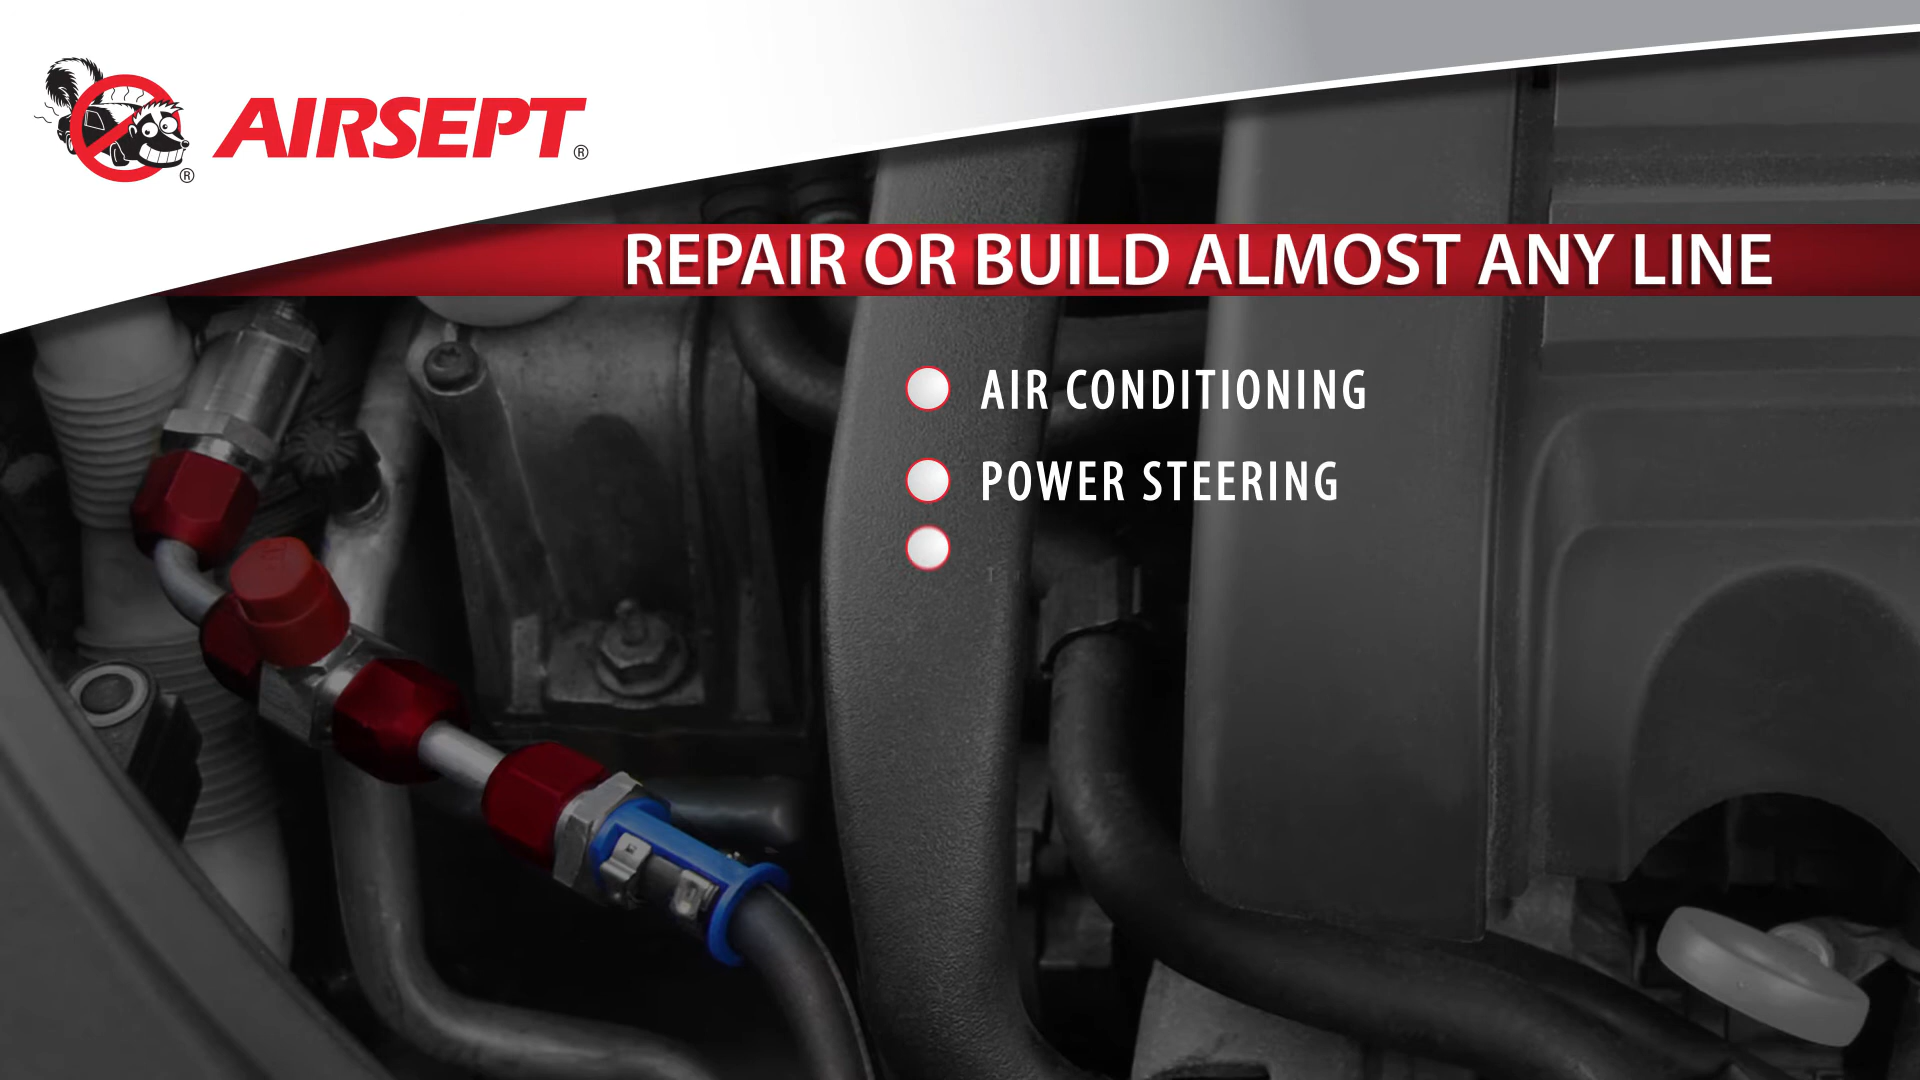 AIRSEPT®
®
REPAIR OR BUILD ALMOST ANY LINE
AIR CONDITIONING
POWER STEERING